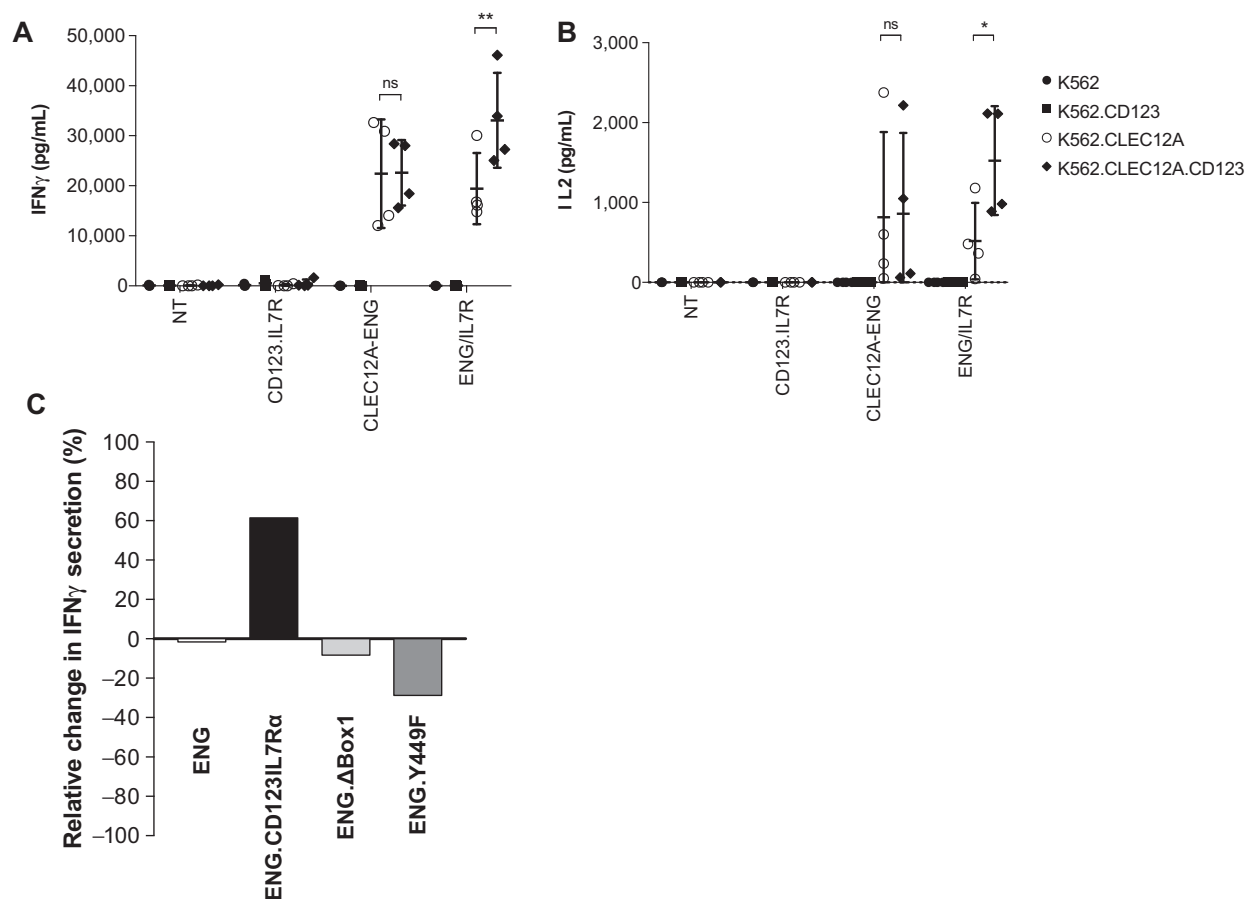 A
IFNγ (pg/mL)
50,000
40,000
30,000
20,000
10,000
0
ns
**
NT
CD123.IL7R
CLEC12A-ENG
ENG/IL7R
B
I L2 (pg/mL)
3,000
2,000
1,000
0
ns
*
NT
CD123.IL7R
CLEC12A-ENG
ENG/IL7R
K562
K562.CD123
K562.CLEC12A
K562.CLEC12A.CD123
C
Relative change in IFNγ secretion (%)
100
80
60
40
20
0
−20
−40
−60
−80
−100
ENG
ENG.CD123IL7Rα
ENG.ΔBox1
ENG.Y449F